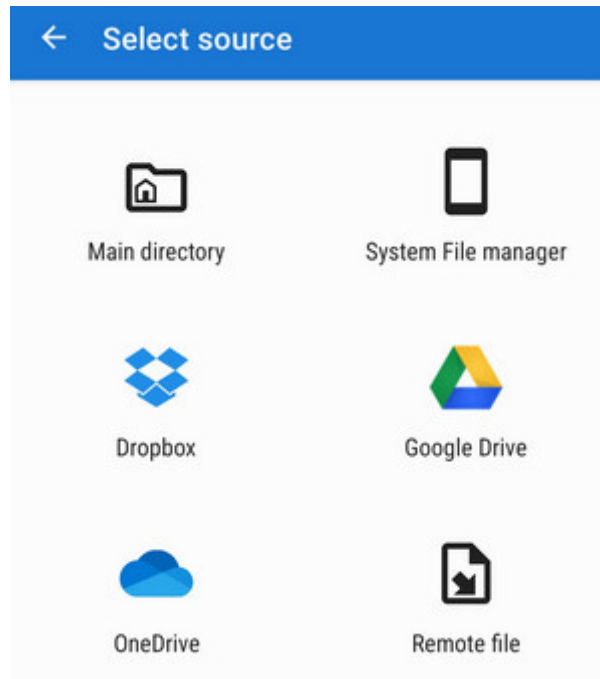 Select source
Main directory
System File manager
Dropbox
Google Drive
OneDrive
Remote file